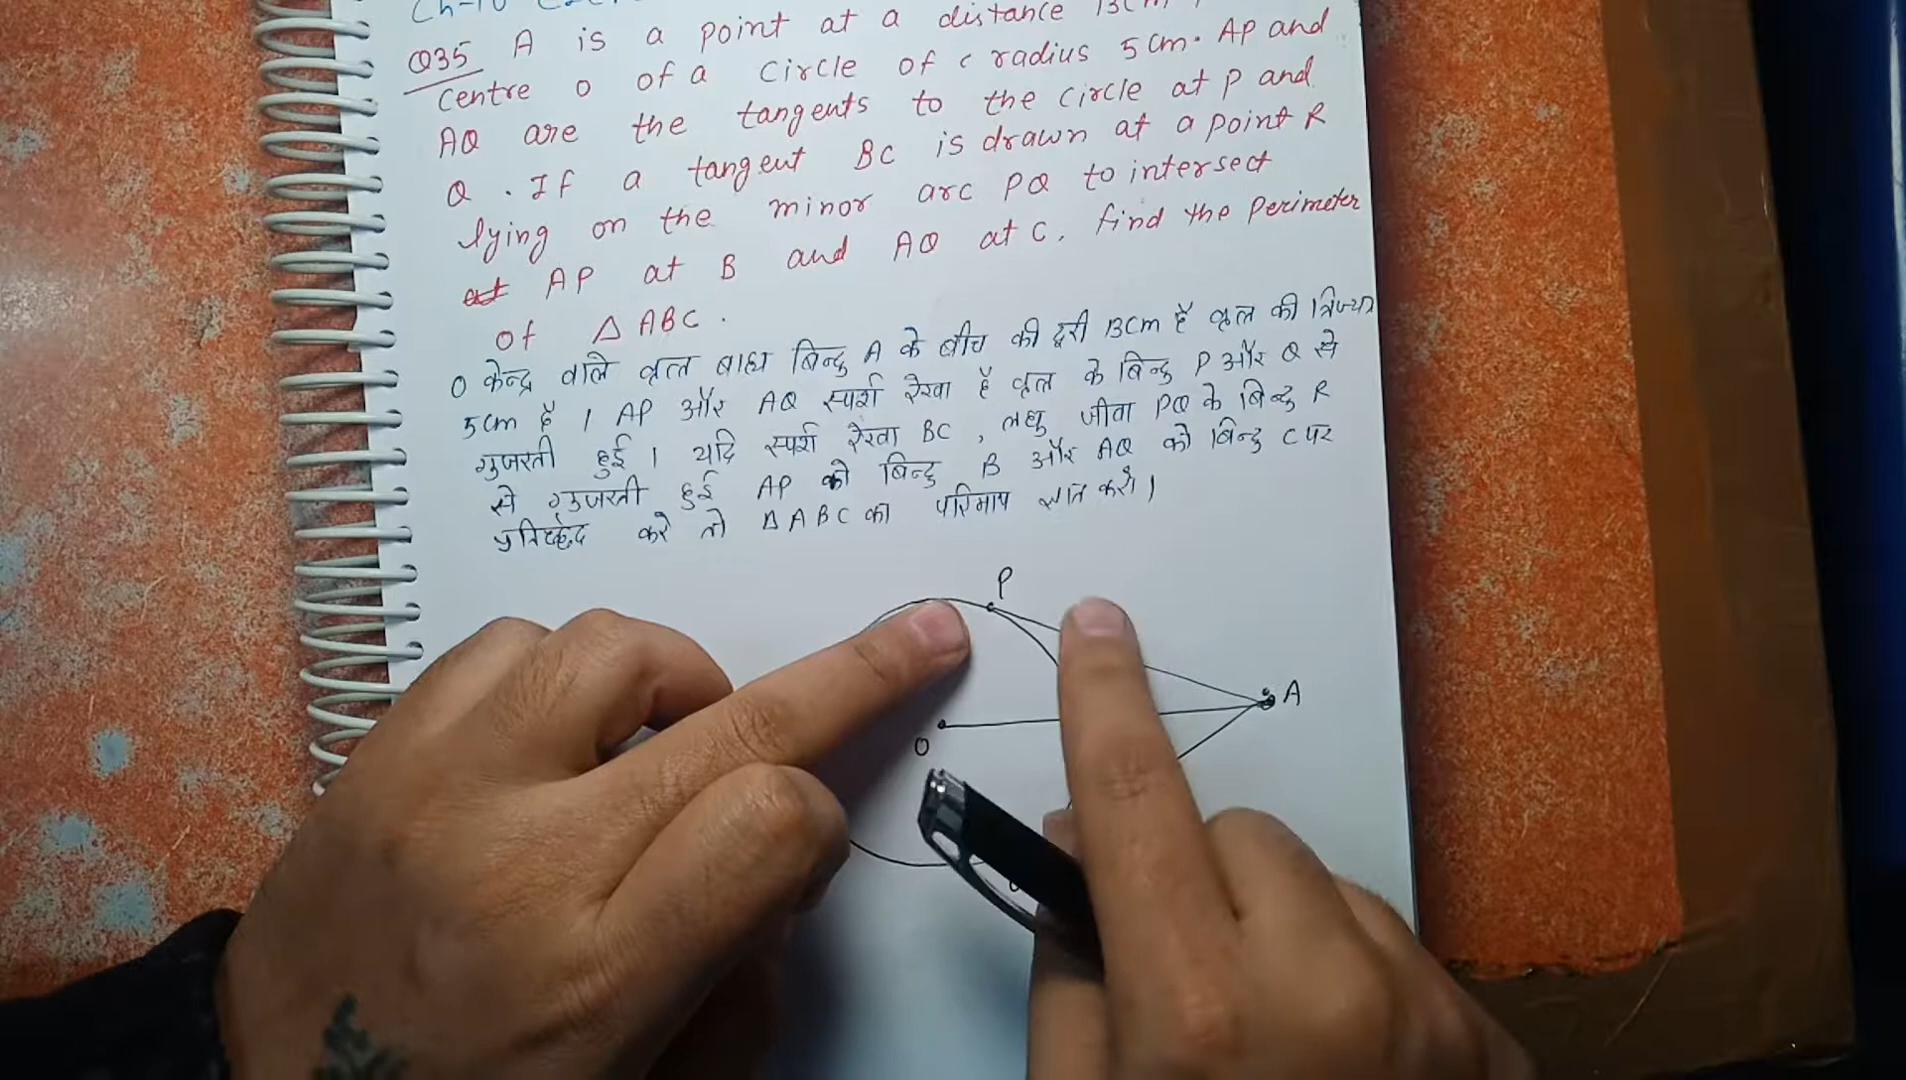 Ch-10
Q35 A is a point at a distance 13cm
Centre O of a circle of radius 5cm. AP and
AQ are the tangents to the circle at P and
Q. If a tangent BC is drawn at a point R
lying on the minor arc PQ to intersect
AP at B and AQ at C, find the Perimeter
of △ABC.
O केन्द्र वाले वृत्त बाह्य बिन्दु A के बीच की दूरी 13cm है वृत्त की त्रिज्या
5cm है । AP और AQ स्पर्श रेखा है वृत्त के बिन्दु P और Q से
गुजरती हुई । यदि स्पर्श रेखा BC, लघु जीवा PQ के बिन्दु R
से गुजरती हुई AP को बिन्दु B और AQ को बिन्दु C पर
करे तो △ABC का परिमाप ज्ञात करो।
P
A
O